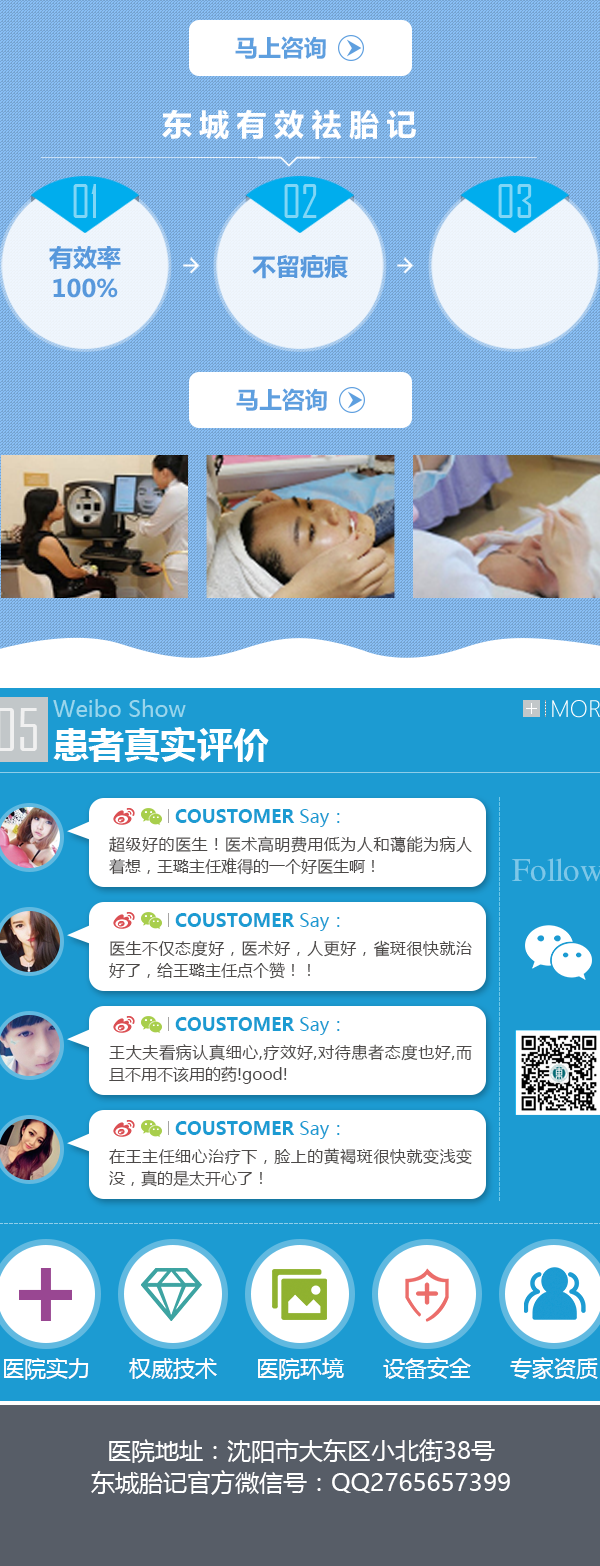 马上咨询
东城有效祛胎记
01
02
03
有效率
100%
不留疤痕
马上咨询
05
Weibo Show
患者真实评价
MOR
COUSTOMER Say :
超级好的医生！医术高明费用低为人和蔼能为病人
着想，王璐主任难得的一个好医生啊！
COUSTOMER Say :
医生不仅态度好，医术好，人更好，雀斑很快就治
好了，给王璐主任点个赞！！
COUSTOMER Say :
王大夫看病认真细心,疗效好,对待患者态度也好,而
且不用不该用的药!good!
COUSTOMER Say :
在王主任细心治疗下，脸上的黄褐斑很快就变浅变
没，真的是太开心了！
Follow
医院实力
权威技术
医院环境
设备安全
专家资质
医院地址：沈阳市大东区小北街38号
东城胎记官方微信号：QQ2765657399